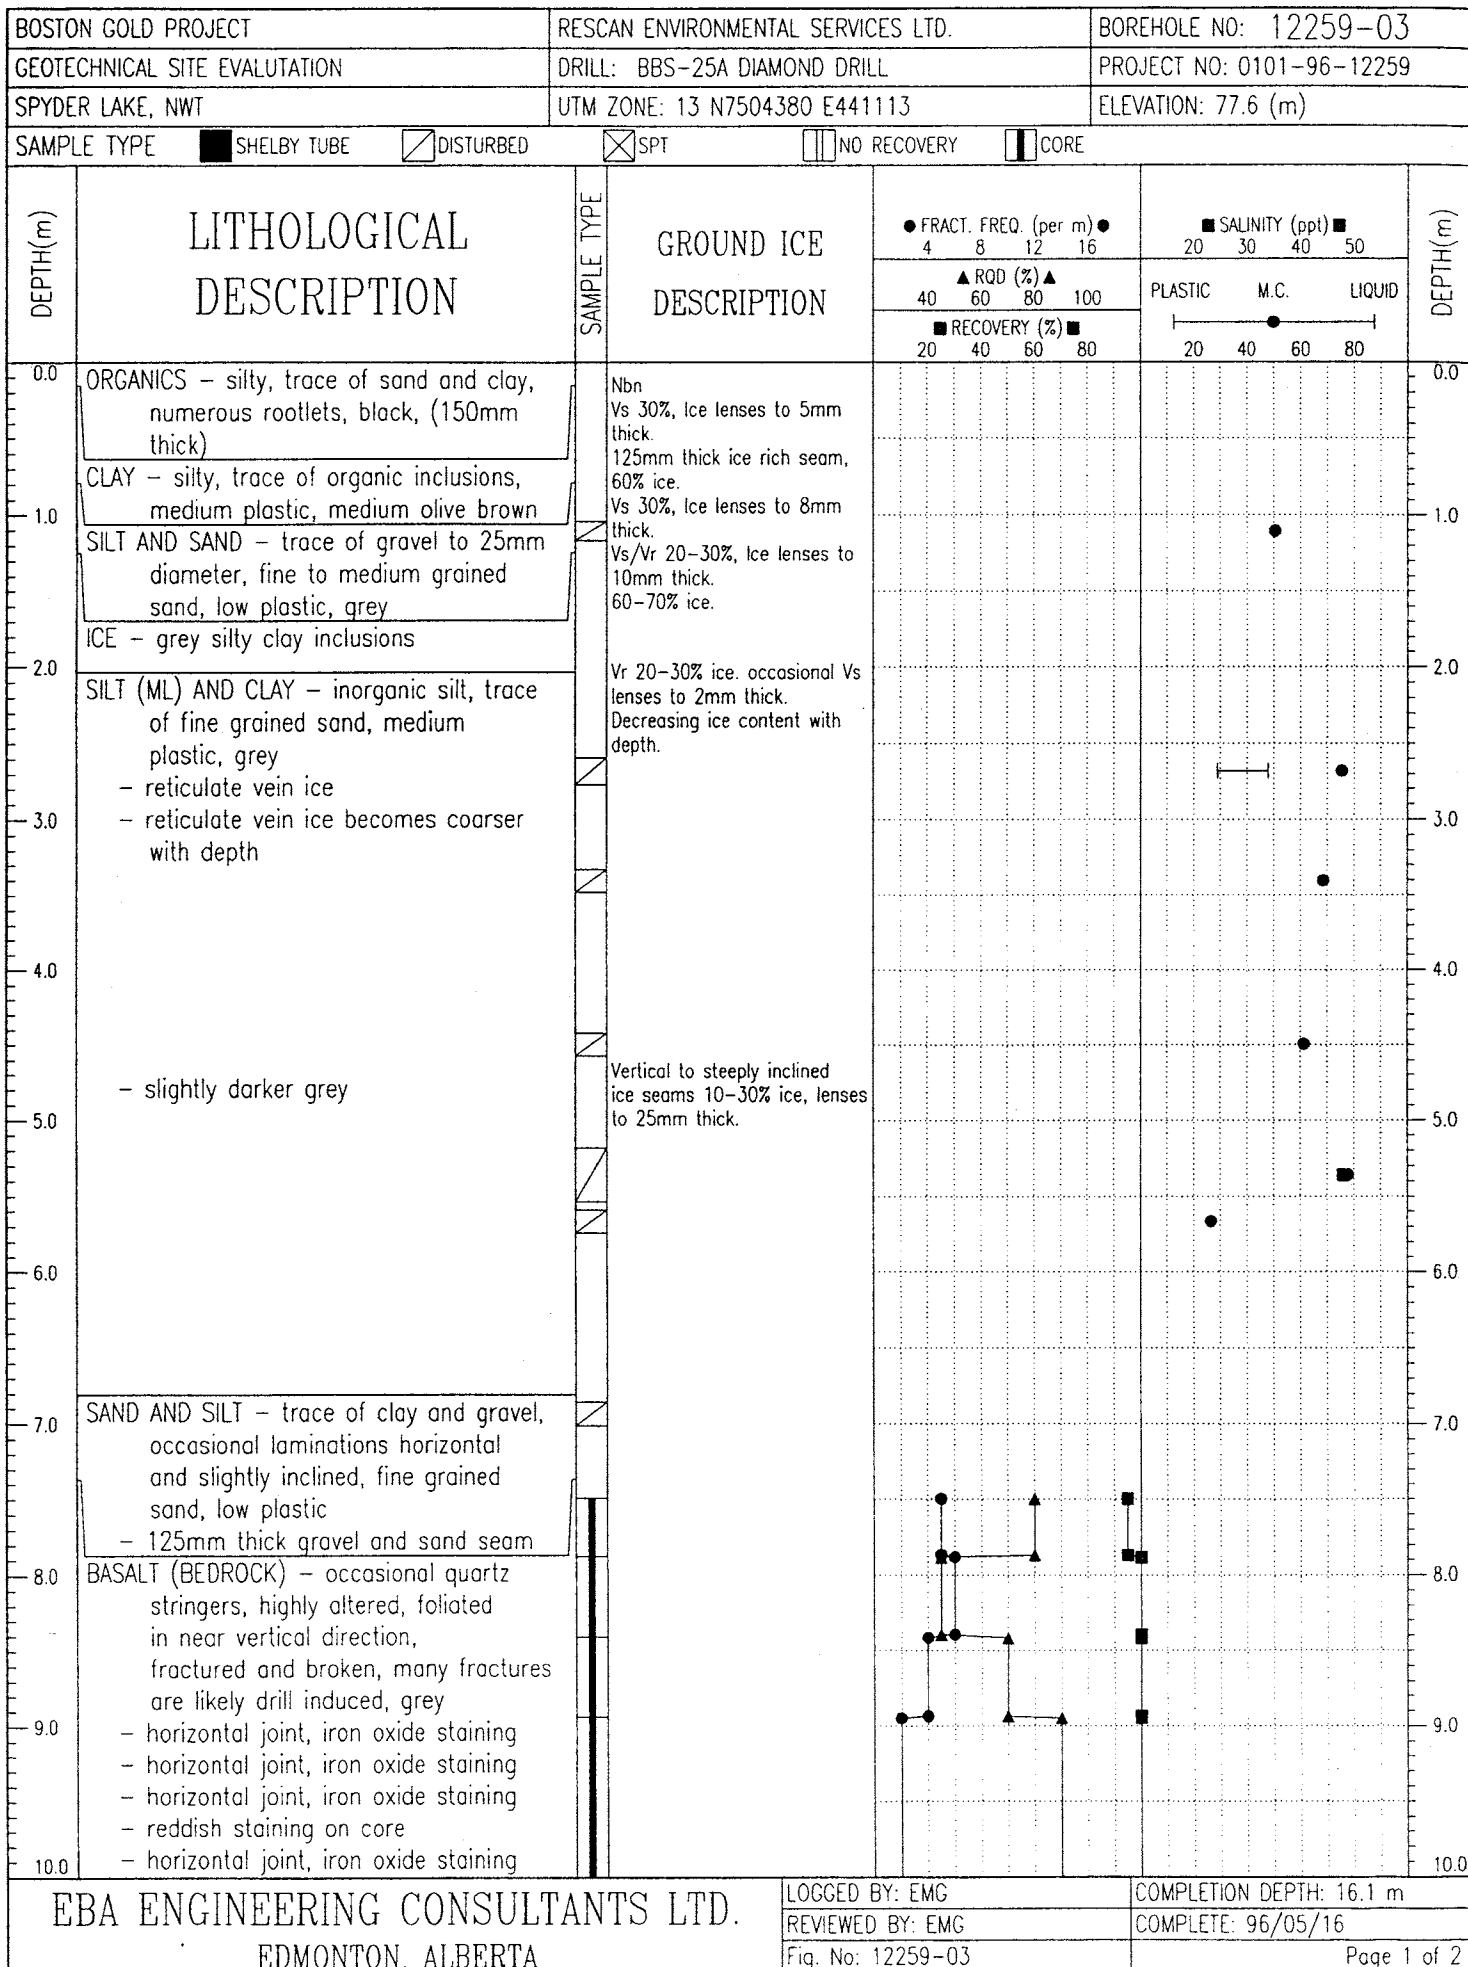 BOSTON GOLD PROJECT
RESCAN ENVIRONMENTAL SERVICES LTD.
BOREHOLE NO: 12259-03
GEOTECHNICAL SITE EVALUTATION
DRILL: BBS-25A DIAMOND DRILL
PROJECT NO: 0101-96-12259
SPYDER LAKE, NWT
UTM ZONE: 13 N7504380 E441113
ELEVATION: 77.6 (m)
SAMPLE TYPE
SHELBY TUBE
DISTURBED
SPT
NO RECOVERY
CORE
DEPTH(m)
LITHOLOGICAL
DESCRIPTION
SAMPLE TYPE
GROUND ICE
DESCRIPTION
FRACT. FREQ. (per m)
4 8 12 16
RQD (%)
40 60 80 100
RECOVERY (%)
20 40 60 80
SALINITY (ppt)
20 30 40 50
PLASTIC M.C. LIQUID
20 40 60 80
DEPTH(m)
0.0
1.0
2.0
3.0
4.0
5.0
6.0
7.0
8.0
9.0
10.0
ORGANICS - silty, trace of sand and clay,
numerous rootlets, black, (150mm
thick)
CLAY - silty, trace of organic inclusions,
medium plastic, medium olive brown
SILT AND SAND - trace of gravel to 25mm
diameter, fine to medium grained
sand, low plastic, grey
ICE - grey silty clay inclusions
SILT (ML) AND CLAY - inorganic silt, trace
of fine grained sand, medium
plastic, grey
- reticulate vein ice
- reticulate vein ice becomes coarser
with depth
- slightly darker grey
SAND AND SILT - trace of clay and gravel,
occasional laminations horizontal
and slightly inclined, fine grained
sand, low plastic
- 125mm thick gravel and sand seam
BASALT (BEDROCK) - occasional quartz
stringers, highly altered, foliated
in near vertical direction,
fractured and broken, many fractures
are likely drill induced, grey
- horizontal joint, iron oxide staining
- horizontal joint, iron oxide staining
- horizontal joint, iron oxide staining
- reddish staining on core
- horizontal joint, iron oxide staining
Nbn
Vs 30%, Ice lenses to 5mm
thick.
125mm thick ice rich seam,
60% ice.
Vs 30%, Ice lenses to 8mm
thick.
Vs/Vr 20-30%, Ice lenses to
10mm thick.
60-70% ice.
Vr 20-30% ice. occasional Vs
lenses to 2mm thick.
Decreasing ice content with
depth.
Vertical to steeply inclined
ice seams 10-30% ice, lenses
to 25mm thick.
0.0
1.0
2.0
3.0
4.0
5.0
6.0
7.0
8.0
9.0
10.0
EBA ENGINEERING CONSULTANTS LTD.
EDMONTON, ALBERTA
LOGGED BY: EMG
COMPLETION DEPTH: 16.1 m
REVIEWED BY: EMG
COMPLETE: 96/05/16
Fig. No: 12259-03
Page 1 of 2